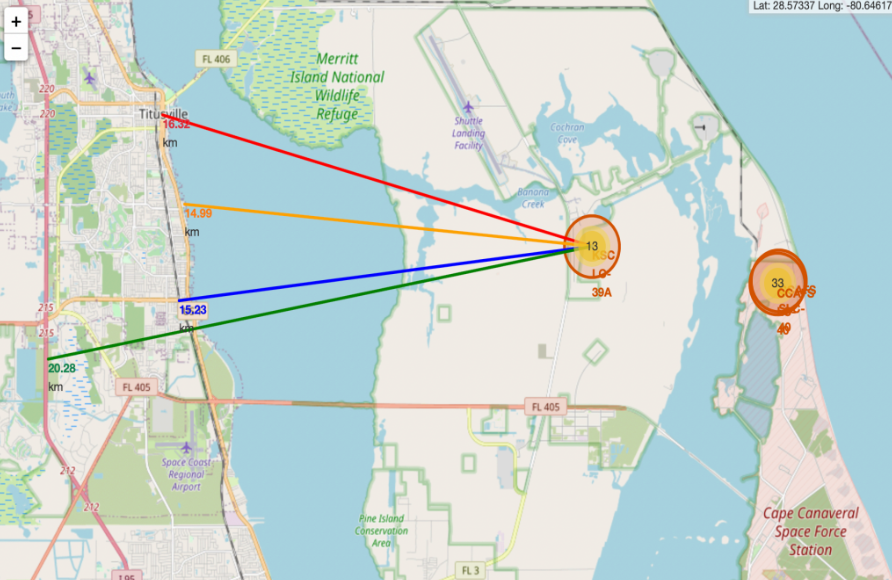 +
−
Lat: 28.57337 Long: -80.64617
FL 406
Merritt
Island National
Wildlife
Refuge
220
220
Titusville
16.32
km
Shuttle
Landing
Facility
Cochran
Cove
Banana
Creek
14.99
km
13
KSC
LC-
39A
33
CCAFS
40
15.23
km
215
215
20.28
km
FL 405
FL 405
Space Coast
Regional
Airport
212
212
Pine Island
Conservation
Area
Cape Canaveral
Space Force
Station
FL 3
I 95